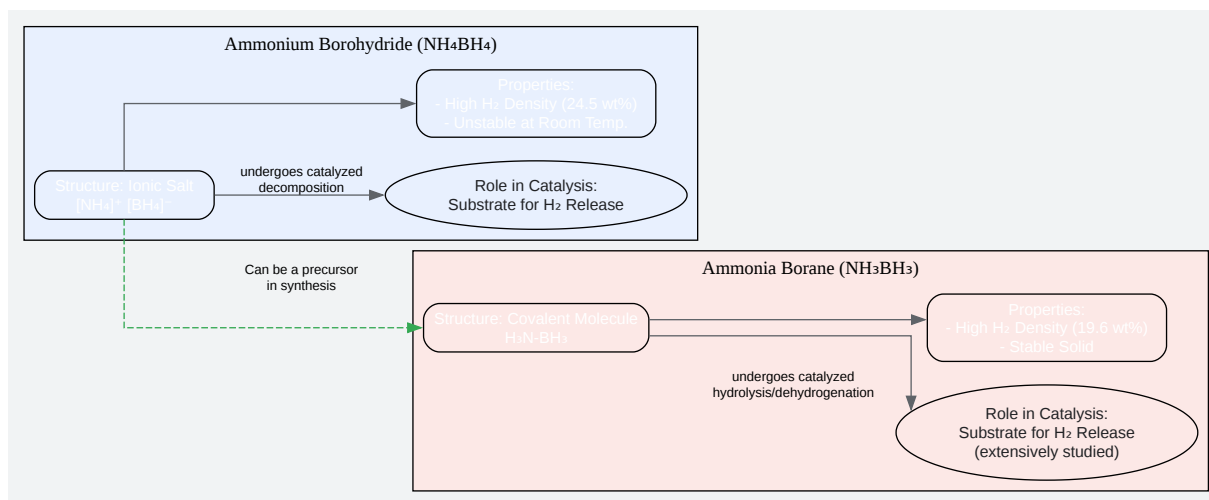 Ammonium Borohydride (NH₄BH₄)
Properties:
- High H₂ Density (24.5 wt%)
- Unstable at Room Temp.
Structure: Ionic Salt
[NH₄]⁺ [BH₄]⁻
undergoes catalyzed
decomposition
Role in Catalysis:
Substrate for H₂ Release
Can be a precursor
in synthesis
Ammonia Borane (NH₃BH₃)
Structure: Covalent Molecule
H₃N-BH₃
Properties:
- High H₂ Density (19.6 wt%)
- Stable Solid
undergoes catalyzed
hydrolysis/dehydrogenation
Role in Catalysis:
Substrate for H₂ Release
(extensively studied)